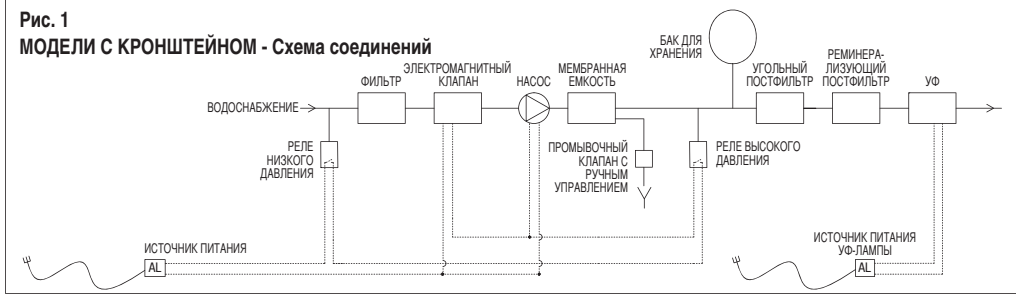 Рис. 1
МОДЕЛИ С КРОНШТЕЙНОМ - Схема соединений
БАК ДЛЯ
ХРАНЕНИЯ
ВОДОСНАБЖЕНИЕ
ФИЛЬТР
ЭЛЕКТРОМАГНИТНЫЙ
КЛАПАН
НАСОС
МЕМБРАННАЯ
ЕМКОСТЬ
УГОЛЬНЫЙ
ПОСТФИЛЬТР
РЕМИНЕРА-
ЛИЗУЮЩИЙ
ПОСТФИЛЬТР
УФ
РЕЛЕ
НИЗКОГО
ДАВЛЕНИЯ
ПРОМЫВОЧНЫЙ
КЛАПАН С
РУЧНЫМ
УПРАВЛЕНИЕМ
РЕЛЕ ВЫСОКОГО
ДАВЛЕНИЯ
ИСТОЧНИК ПИТАНИЯ
AL
ИСТОЧНИК ПИТАНИЯ
УФ-ЛАМПЫ
AL